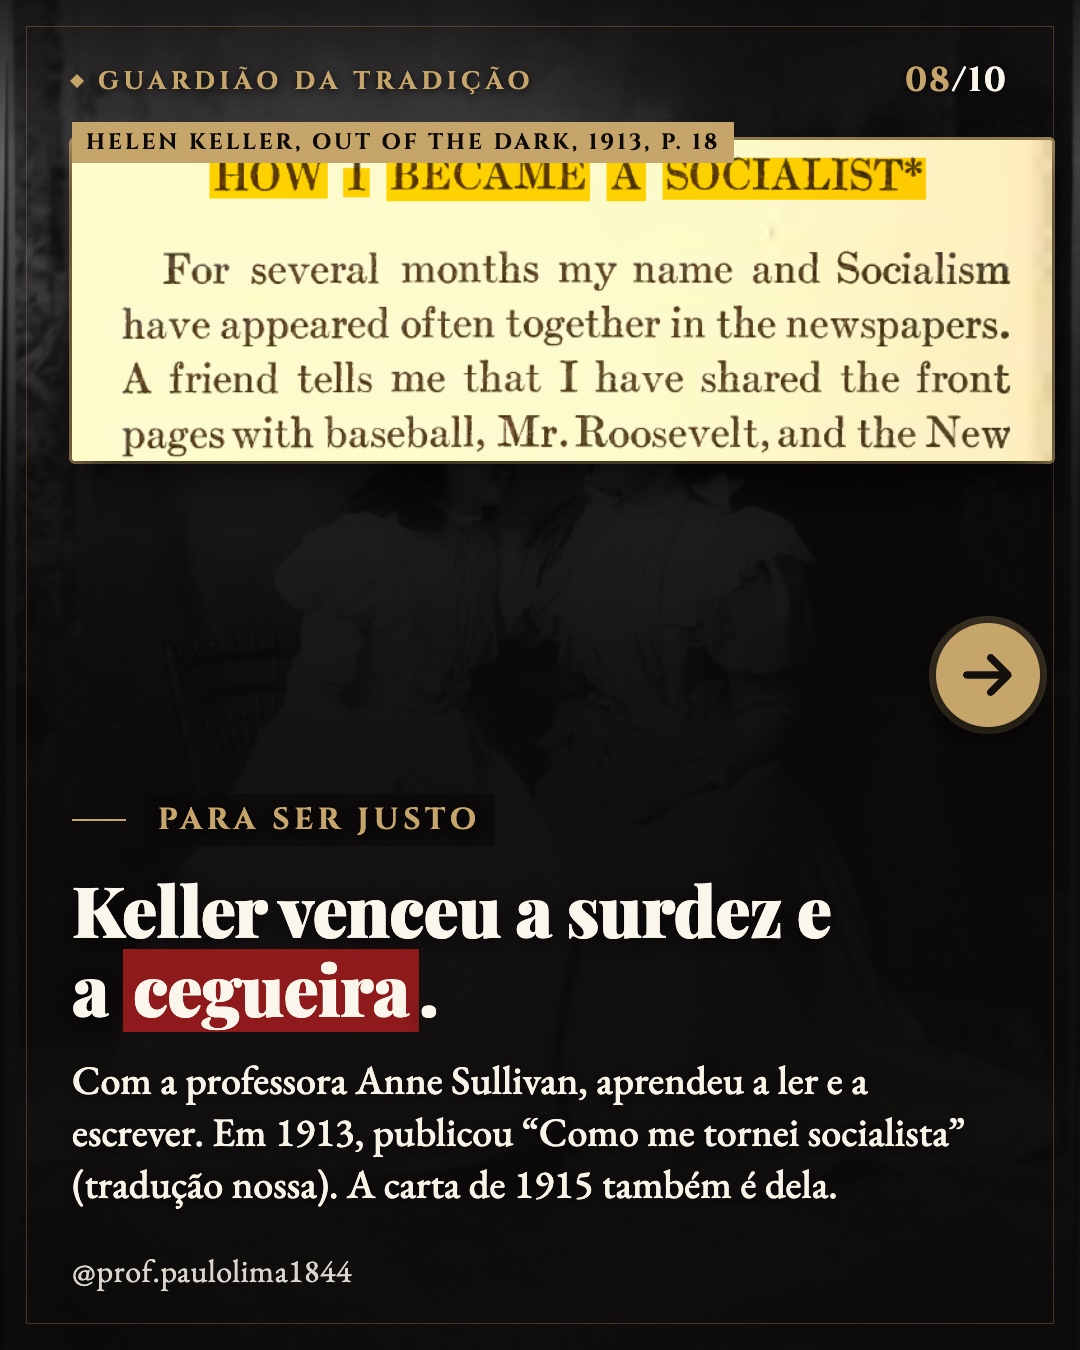 GUARDIÃO DA TRADIÇÃO
08/10
HELEN KELLER, OUT OF THE DARK, 1913, P. 18
HOW I BECAME A SOCIALIST*
For several months my name and Socialism
have appeared often together in the newspapers.
A friend tells me that I have shared the front
pages with baseball, Mr. Roosevelt, and the New
PARA SER JUSTO
Keller venceu a surdez e
a cegueira.
Com a professora Anne Sullivan, aprendeu a ler e a
escrever. Em 1913, publicou “Como me tornei socialista”
(tradução nossa). A carta de 1915 também é dela.
@prof.paulolima1844